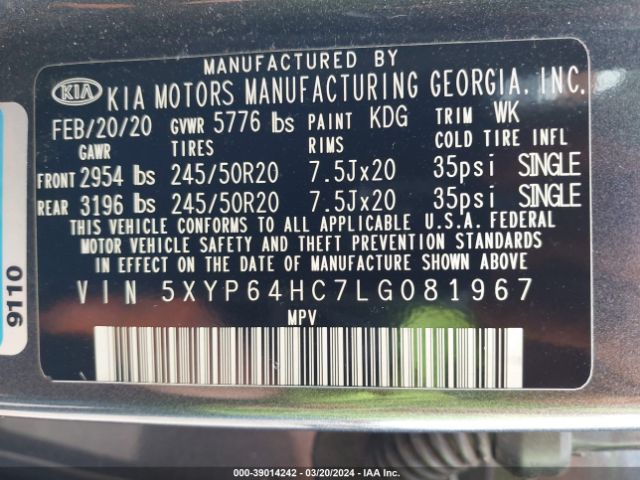 MANUFACTURED BY
KIA KIA MOTORS MANUFACTURING GEORGIA, INC.
FEB/20/20 GVWR 5776 lbs PAINT KDG TRIM WK
GAWR TIRES RIMS COLD TIRE INFL
FRONT 2954 lbs 245/50R20 7.5Jx20 35psi SINGLE
REAR 3196 lbs 245/50R20 7.5Jx20 35psi SINGLE
THIS VEHICLE CONFORMS TO ALL APPLICABLE U.S.A. FEDERAL
MOTOR VEHICLE SAFETY AND THEFT PREVENTION STANDARDS
IN EFFECT ON THE DATE OF MANUFACTURE SHOWN ABOVE
VIN 5XYP64HC7LG081967
MPV
9110
000-39014242 - 03/20/2024 - IAA, LLC